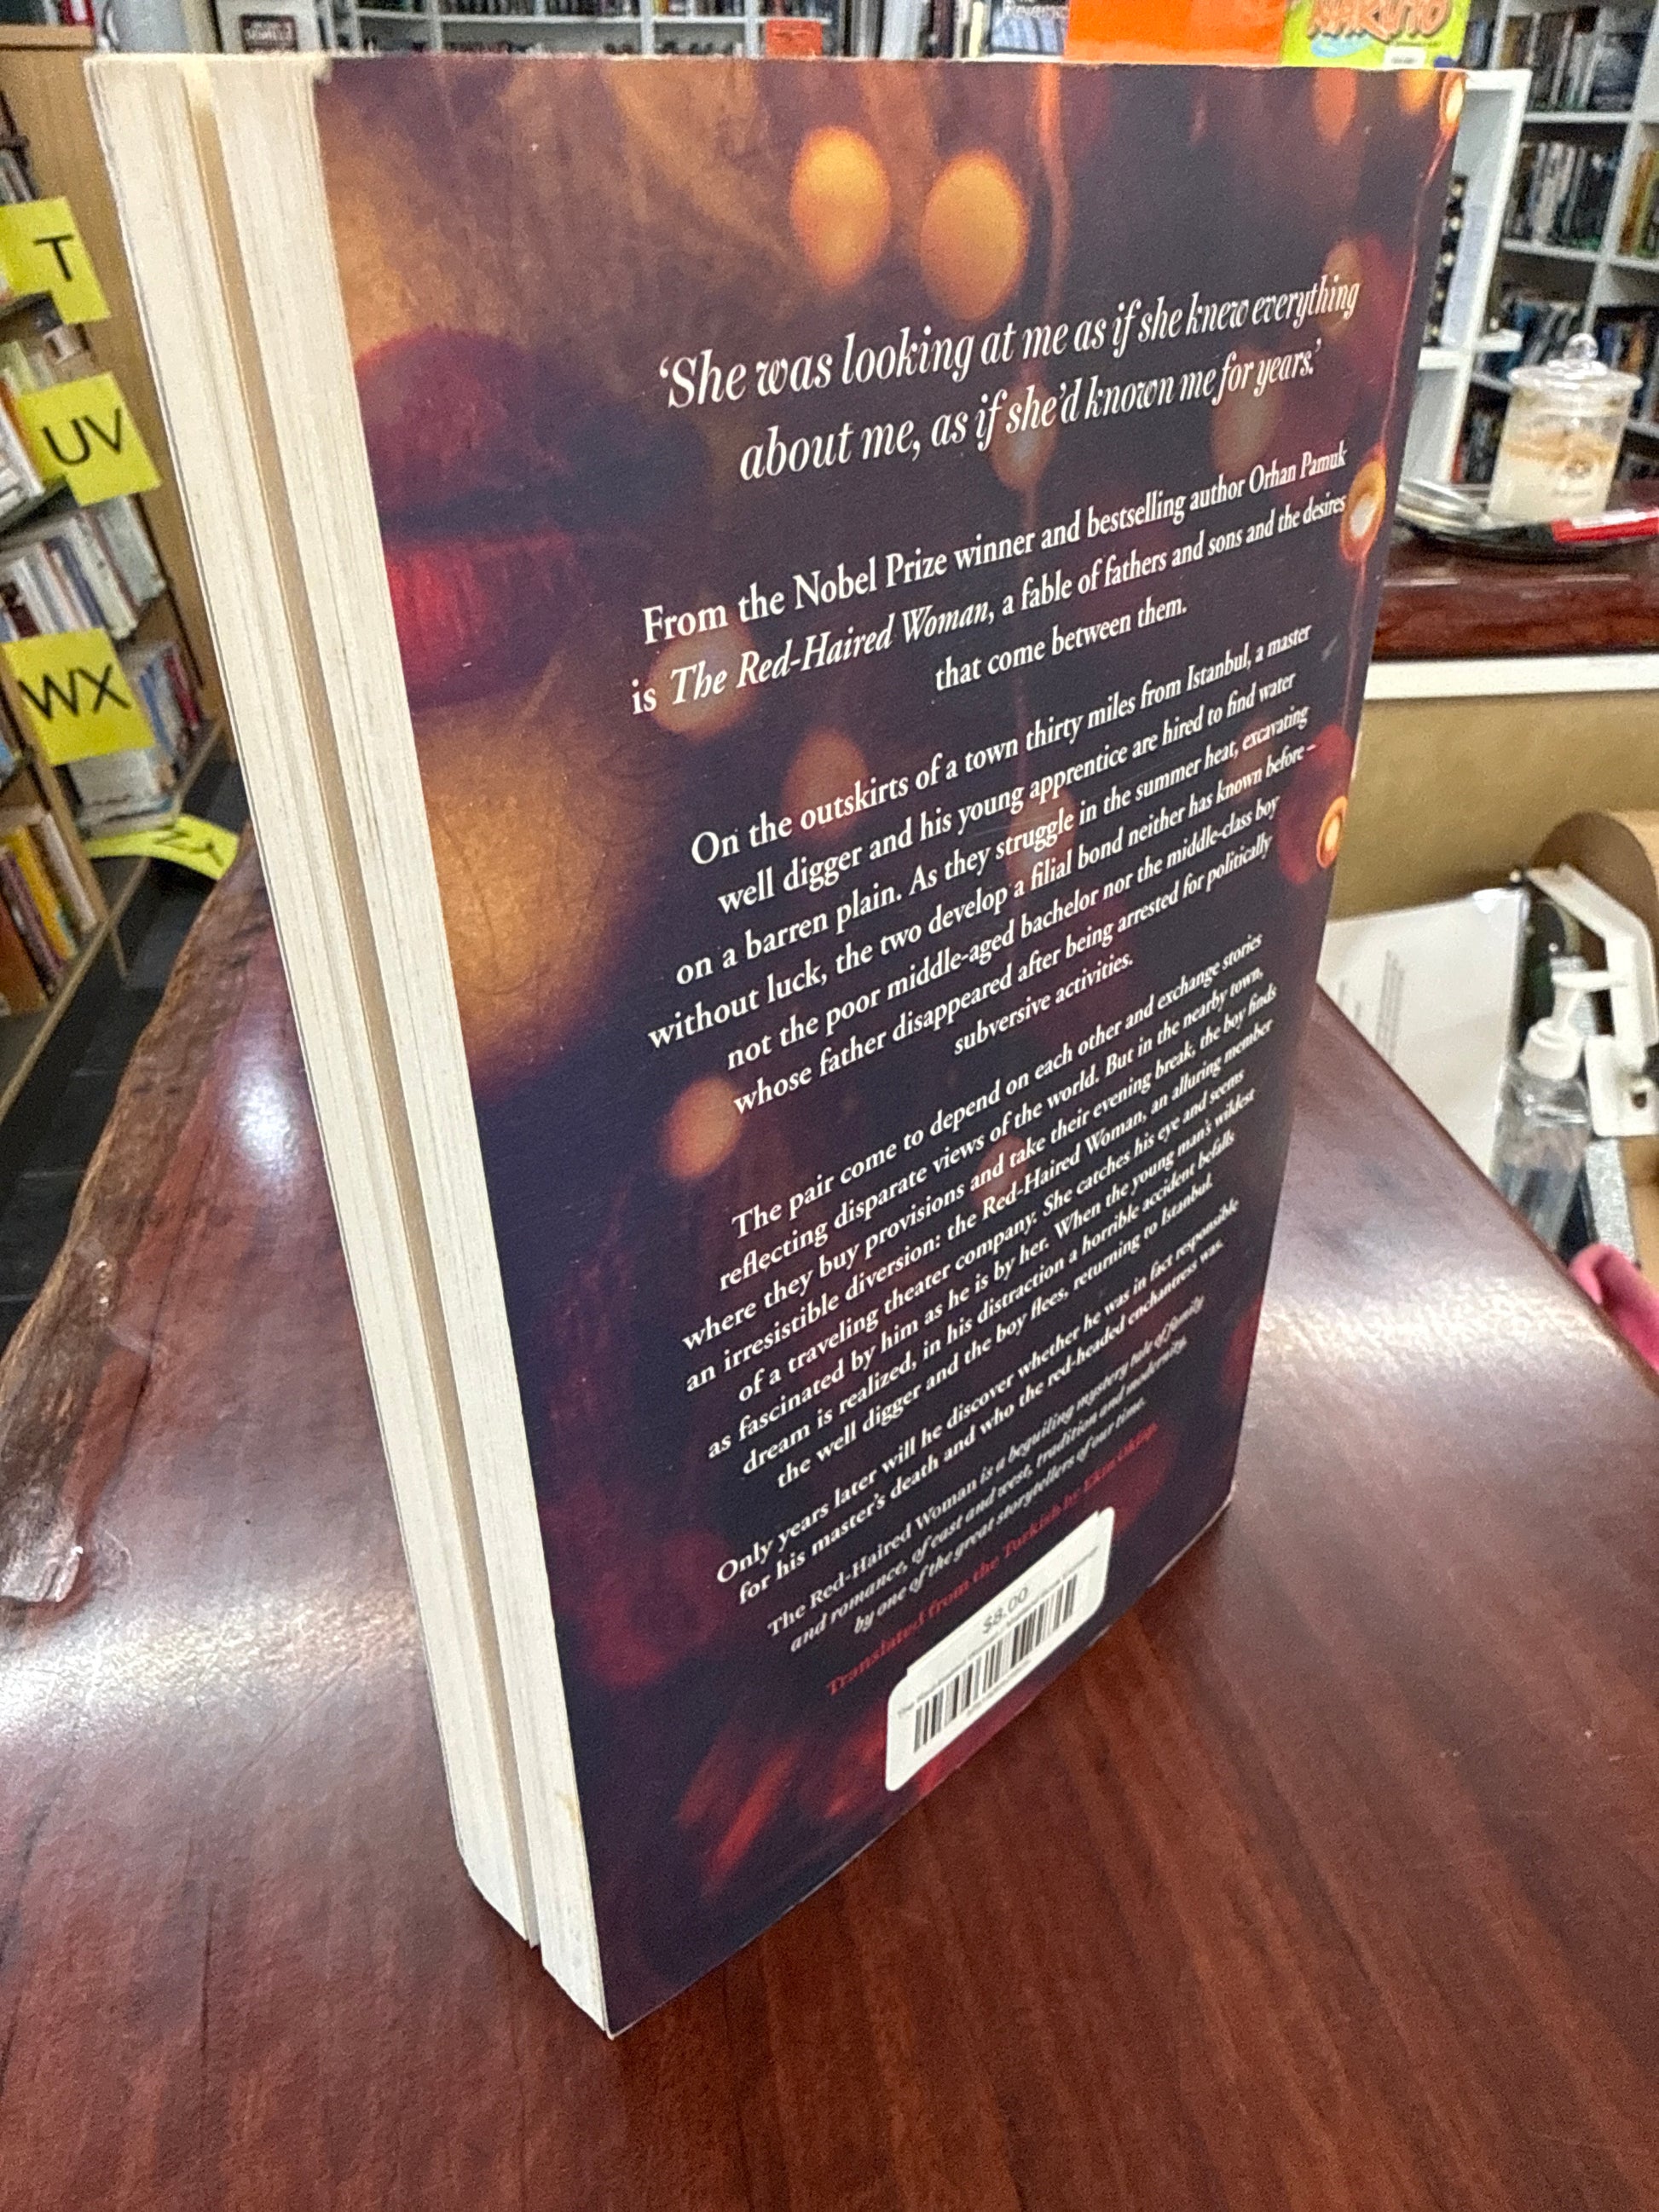 NARUTO
T
UV
WX
‘She was looking at me as if she knew everything
about me, as if she’d known me for years.’
From the Nobel Prize winner and bestselling author Orhan Pamuk
is The Red-Haired Woman, a fable of fathers and sons and the desires
that come between them.
On the outskirts of a town thirty miles from Istanbul, a master
well digger and his young apprentice are hired to find water
on a barren plain. As they struggle in the summer heat, excavating
without luck, the two develop a filial bond neither has known before –
not the poor middle-aged bachelor nor the middle-class boy
whose father disappeared after being arrested for politically
subversive activities.
The pair come to depend on each other and exchange stories
reflecting disparate views of the world. But in the nearby town,
where they buy provisions and take their evening break, the boy finds
an irresistible diversion: the Red-Haired Woman, an alluring member
of a traveling theater company. She catches his eye and seems
as fascinated by him as he is by her. When the young man’s wildest
dream is realized, in his distraction a horrible accident befalls
the well digger and the boy flees, returning to Istanbul.
Only years later will he discover whether he was in fact responsible
for his master’s death and who the red-headed enchantress was.
The Red-Haired Woman is a beguiling mystery tale of family
and romance, of east and west, tradition and modernity,
by one of the great storytellers of our time.
Translated from the Turkish by Ekin Oklap
$8.00